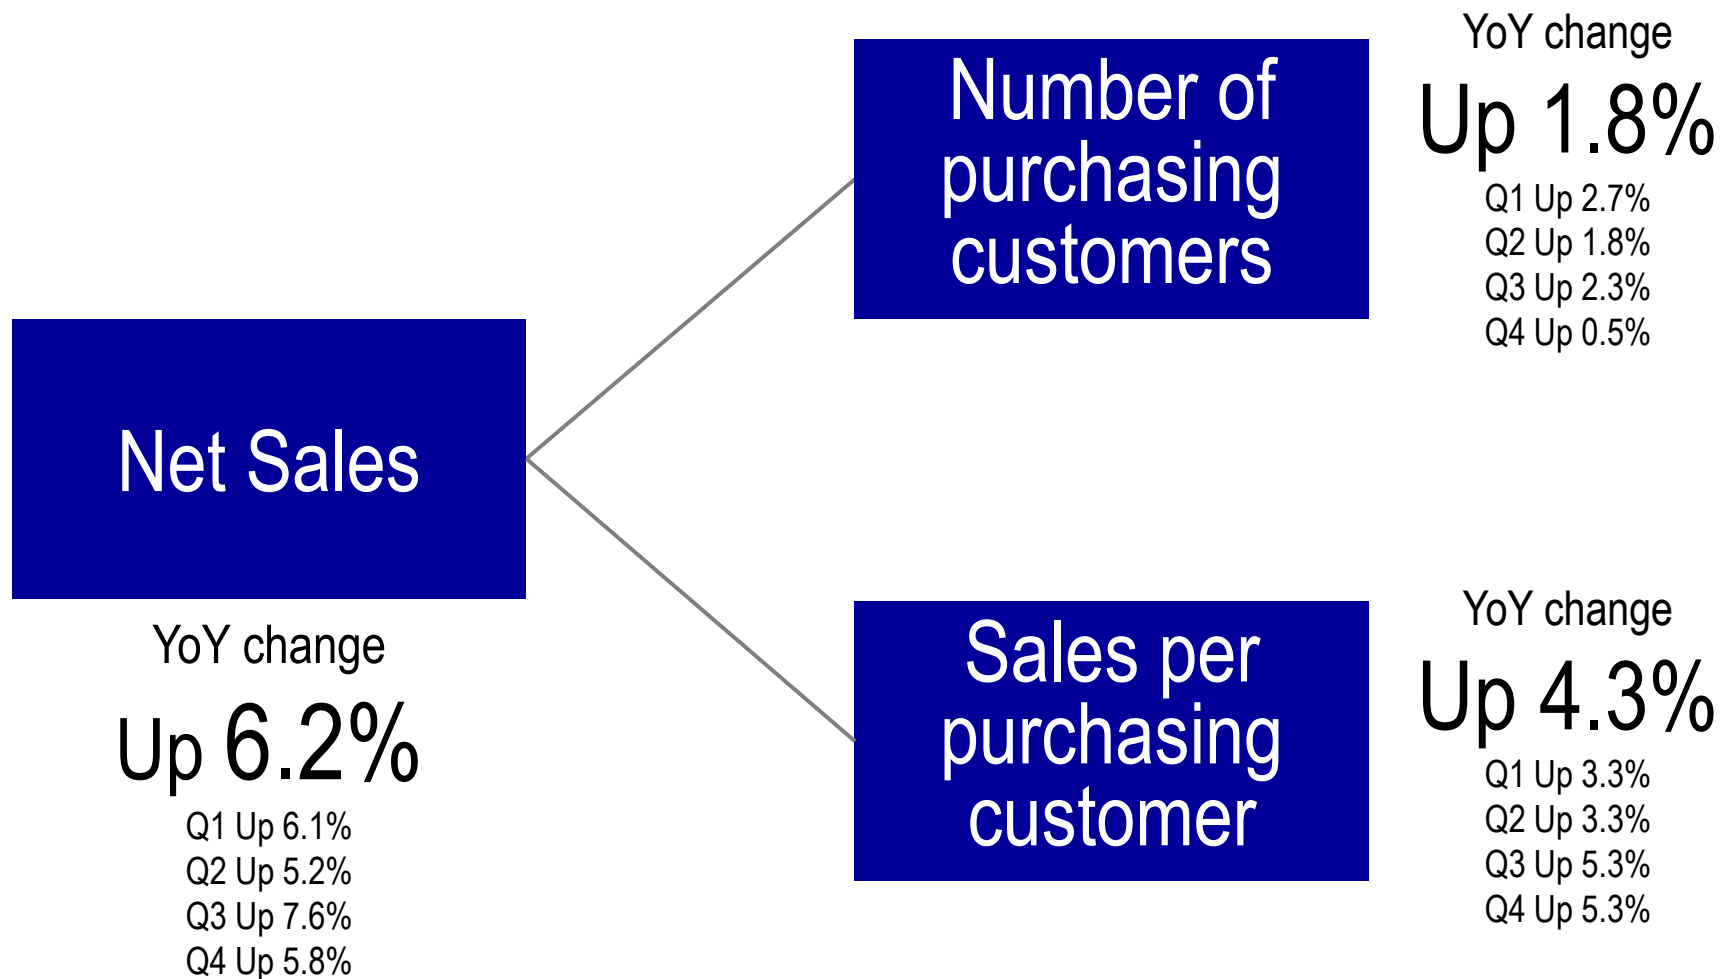 Net Sales
YoY change
Up 6.2%
Q1 Up 6.1%
Q2 Up 5.2%
Q3 Up 7.6%
Q4 Up 5.8%
Number of
purchasing
customers
YoY change
Up 1.8%
Q1 Up 2.7%
Q2 Up 1.8%
Q3 Up 2.3%
Q4 Up 0.5%
Sales per
purchasing
customer
YoY change
Up 4.3%
Q1 Up 3.3%
Q2 Up 3.3%
Q3 Up 5.3%
Q4 Up 5.3%